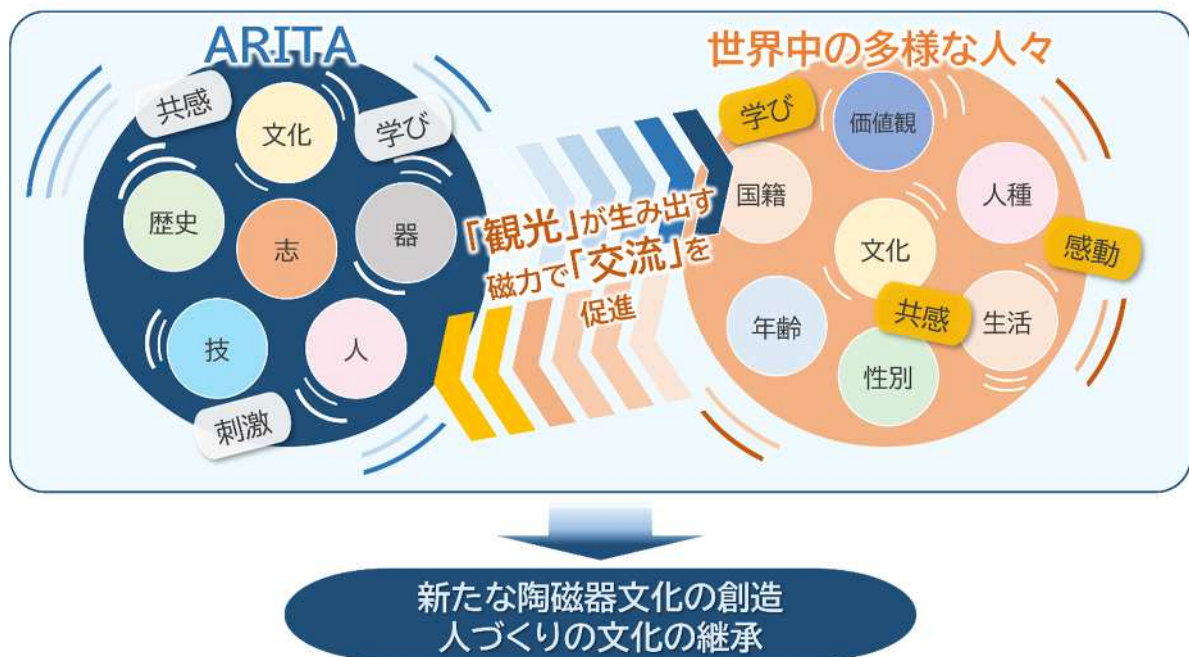 ARITA
共感
文化
学び
歴史
志
器
技
人
刺激
「観光」が生み出す
磁力で「交流」を
促進
世界中の多様な人々
学び
価値観
国籍
人種
文化
感動
年齢
共感
生活
性別
新たな陶磁器文化の創造
人づくりの文化の継承